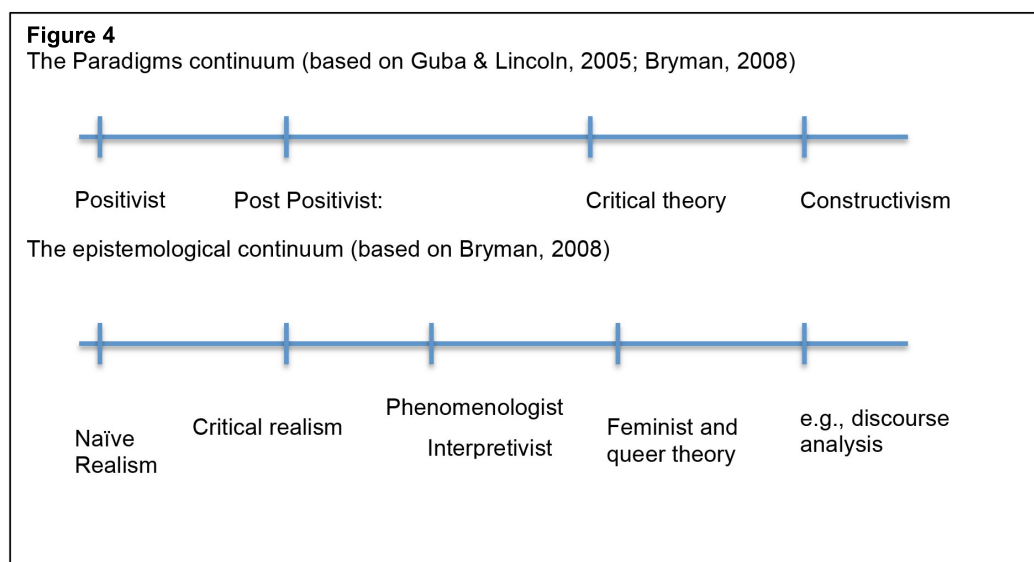 Figure 4
The Paradigms continuum (based on Guba & Lincoln, 2005; Bryman, 2008)
Positivist
Post Positivist:
Critical theory
Constructivism
The epistemological continuum (based on Bryman, 2008)
Naïve
Realism
Critical realism
Phenomenologist
Interpretivist
Feminist and
queer theory
e.g., discourse
analysis